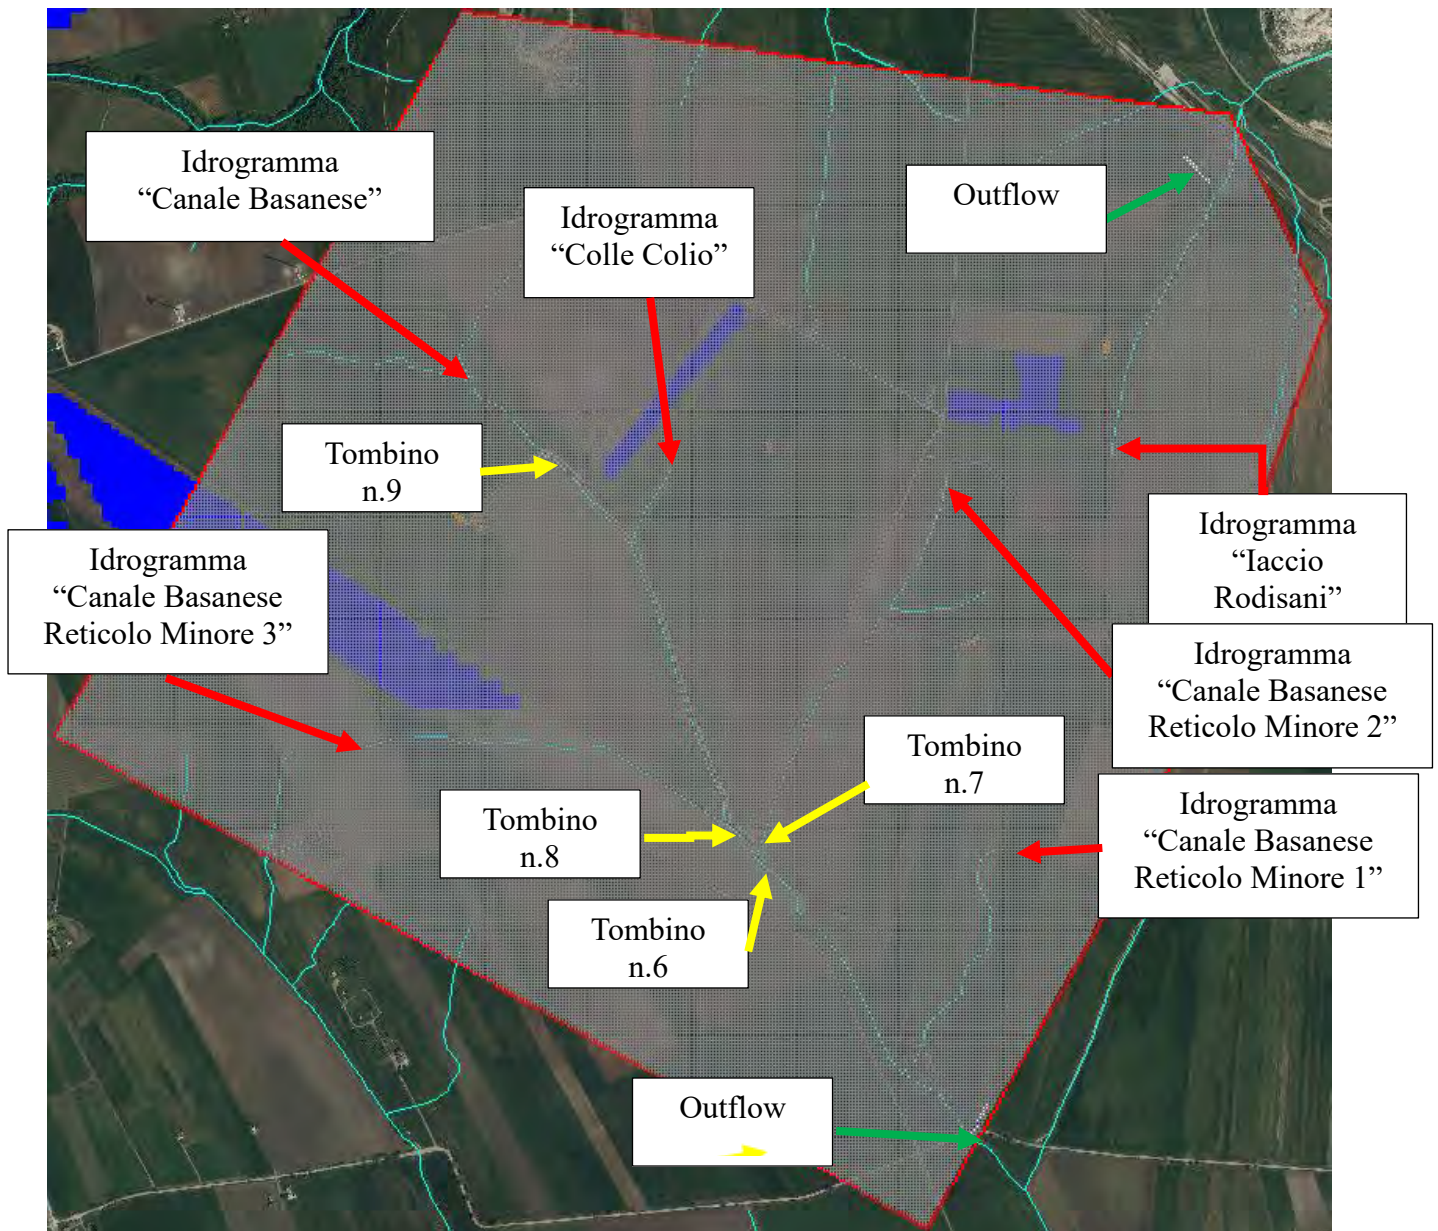 Idrogramma
“Canale Basanese”
Idrogramma
“Colle Colio”
Outflow
Tombino
n.9
Idrogramma
“Iaccio
Rodisani”
Idrogramma
“Canale Basanese
Reticolo Minore 3”
Idrogramma
“Canale Basanese
Reticolo Minore 2”
Tombino
n.7
Tombino
n.8
Idrogramma
“Canale Basanese
Reticolo Minore 1”
Tombino
n.6
Outflow